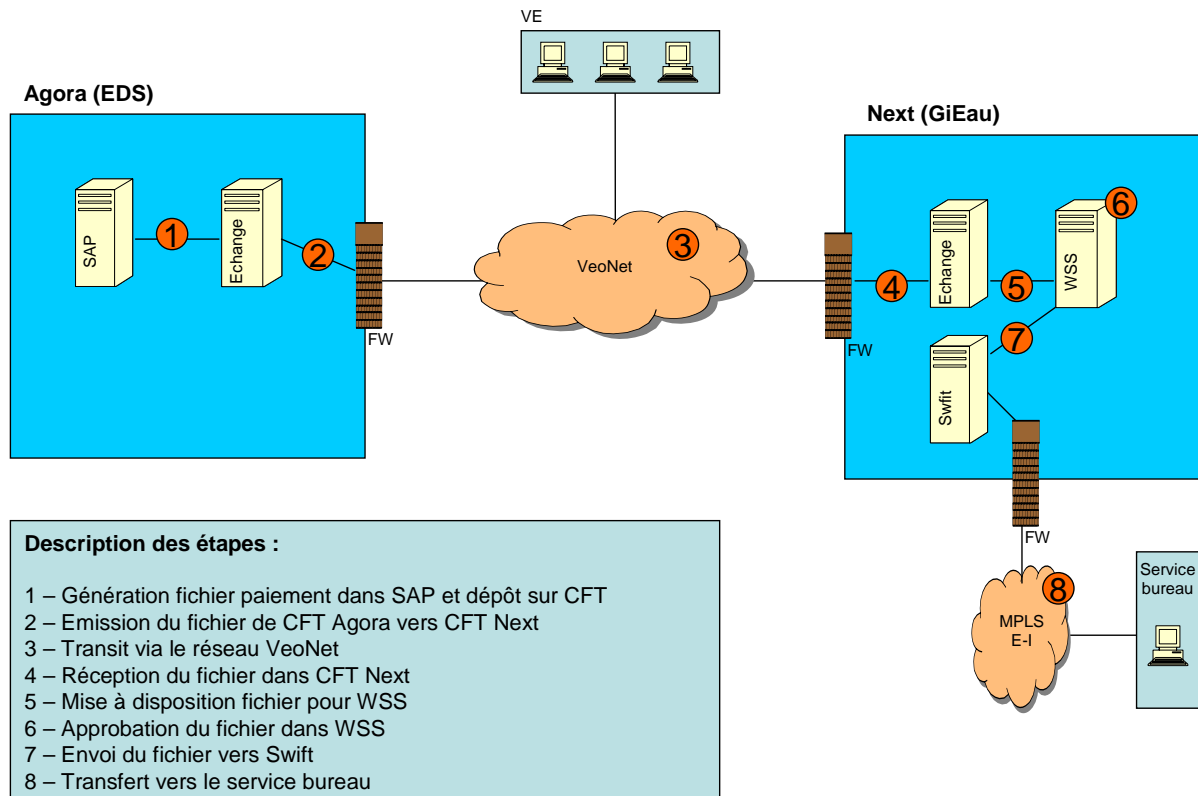 VE
Agora (EDS)
Next (GiEau)
SAP
1
Echange
2
FW
VeoNet
3
FW
4
Echange
5
WSS
6
7
Swfit
FW
MPLS
E-I
8
Service
bureau
Description des étapes :
1 – Génération fichier paiement dans SAP et dépôt sur CFT
2 – Emission du fichier de CFT Agora vers CFT Next
3 – Transit via le réseau VeoNet
4 – Réception du fichier dans CFT Next
5 – Mise à disposition fichier pour WSS
6 – Approbation du fichier dans WSS
7 – Envoi du fichier vers Swift
8 – Transfert vers le service bureau